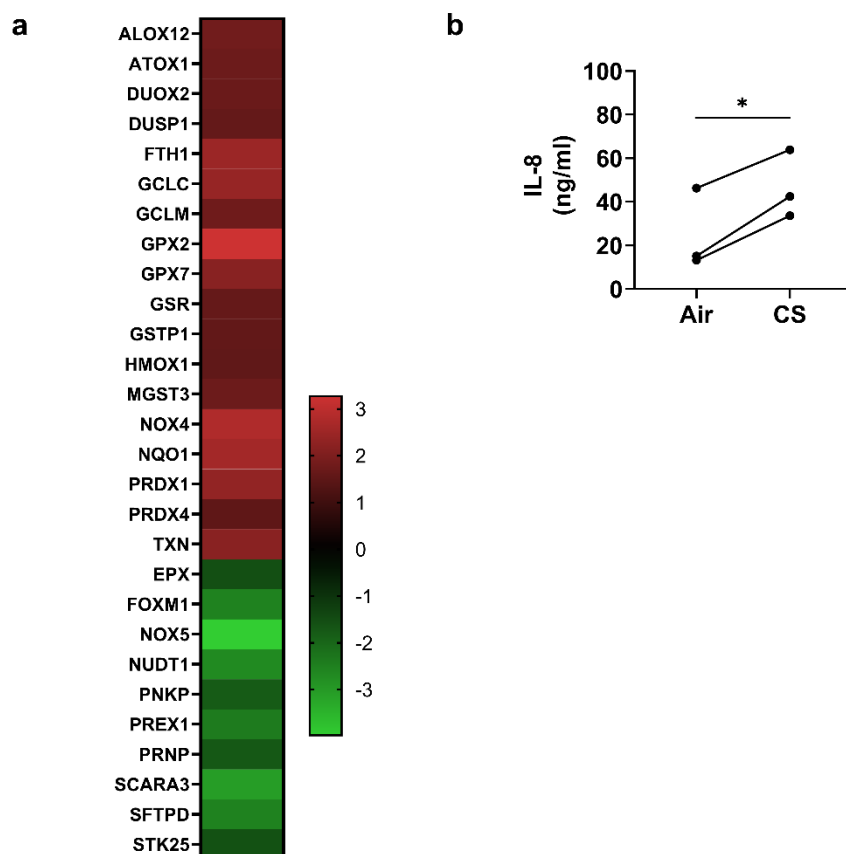 a
ALOX12
ATOX1
DUOX2
DUSP1
FTH1
GCLC
GCLM
GPX2
GPX7
GSR
GSTP1
HMOX1
MGST3
NOX4
NQO1
PRDX1
PRDX4
TXN
EPX
FOXM1
NOX5
NUDT1
PNKP
PREX1
PRNP
SCARA3
SFTPD
STK25
3
2
1
0
-1
-2
-3
b
IL-8
(ng/ml)
100
80
60
40
20
0
*
Air CS